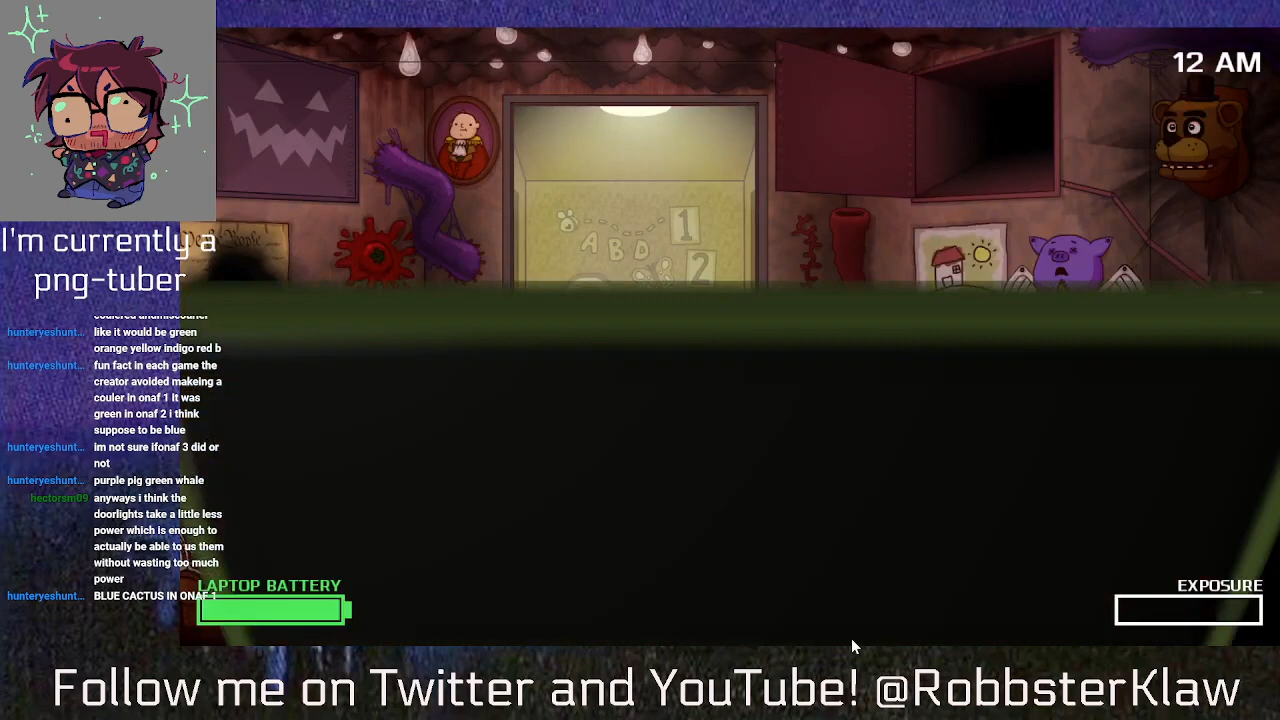 12 AM
I'm currently a
png-tuber
1
A B D
2
like it would be green
hunteryeshunt...
orange yellow indigo red b
hunteryeshunt...
fun fact in each game the
creator avoided makeing a
couler in onaf 1 it was
green in onaf 2 i think
suppose to be blue
hunteryeshunt...
im not sure ifonaf 3 did or
not
hunteryeshunt...
purple pig green whale
hectorsm09
anyways i think the
doorlights take a little less
power which is enough to
actually be able to us them
without wasting too much
power
hunteryeshunt...
BLUE CACTUS IN ONAF 1
LAPTOP BATTERY
EXPOSURE
Follow me on Twitter and YouTube! @RobbsterKlaw